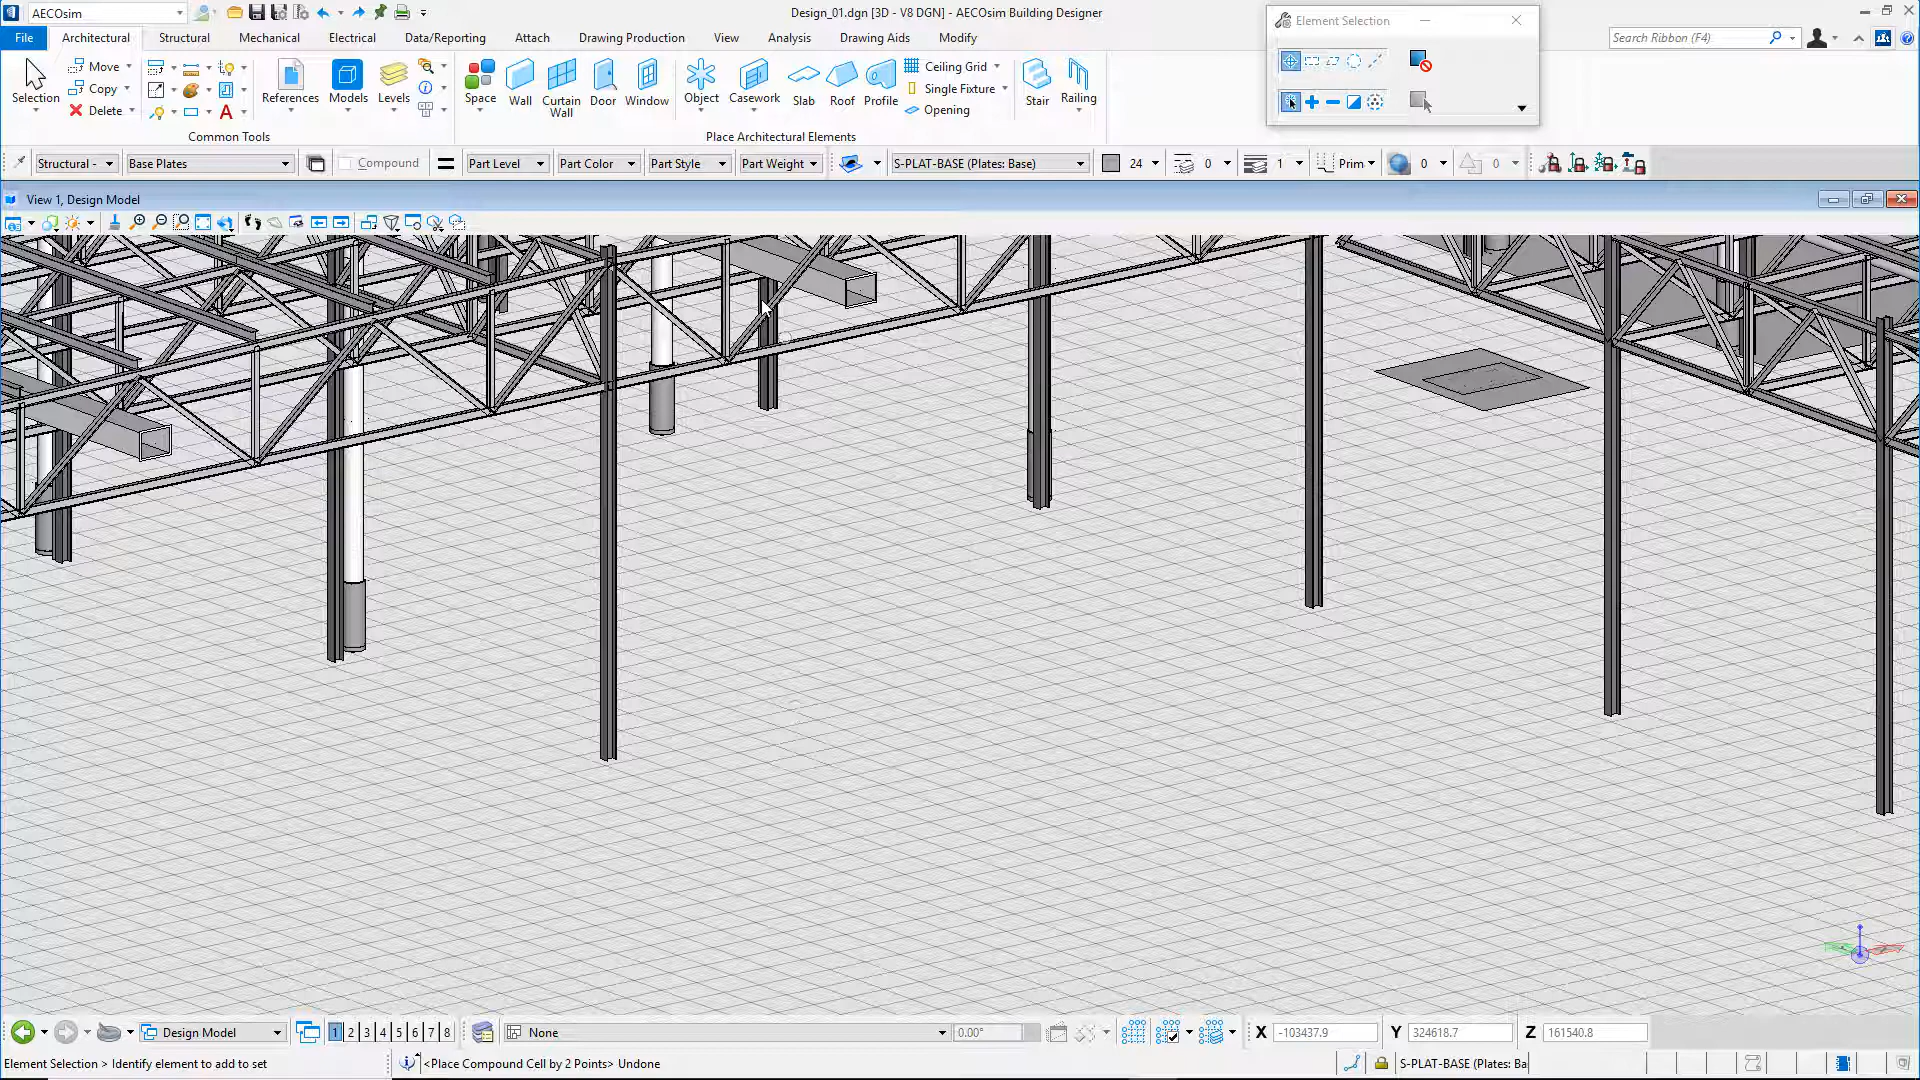 AECOsim
Design_01.dgn [3D - V8 DGN] - AECOsim Building Designer
Element Selection
File Architectural Structural Mechanical Electrical Data/Reporting Attach Drawing Production View Analysis Drawing Aids Modify
Search Ribbon (F4)
Selection
Move
Copy
Delete
References
Models
Levels
Common Tools
Space
Wall
Curtain Wall
Door
Window
Object
Casework
Slab
Roof
Profile
Ceiling Grid
Single Fixture
Opening
Stair
Railing
Place Architectural Elements
Structural - Base Plates Compound Part Level Part Color Part Style Part Weight S-PLAT-BASE (Plates: Base) 24 0 1 Prim 0 0
View 1, Design Model
Design Model 1 2 3 4 5 6 7 8 None 0.00° X -103437.9 Y 324618.7 Z 161540.8
Element Selection > Identify element to add to set <Place Compound Cell by 2 Points> Undone S-PLAT-BASE (Plates: Ba